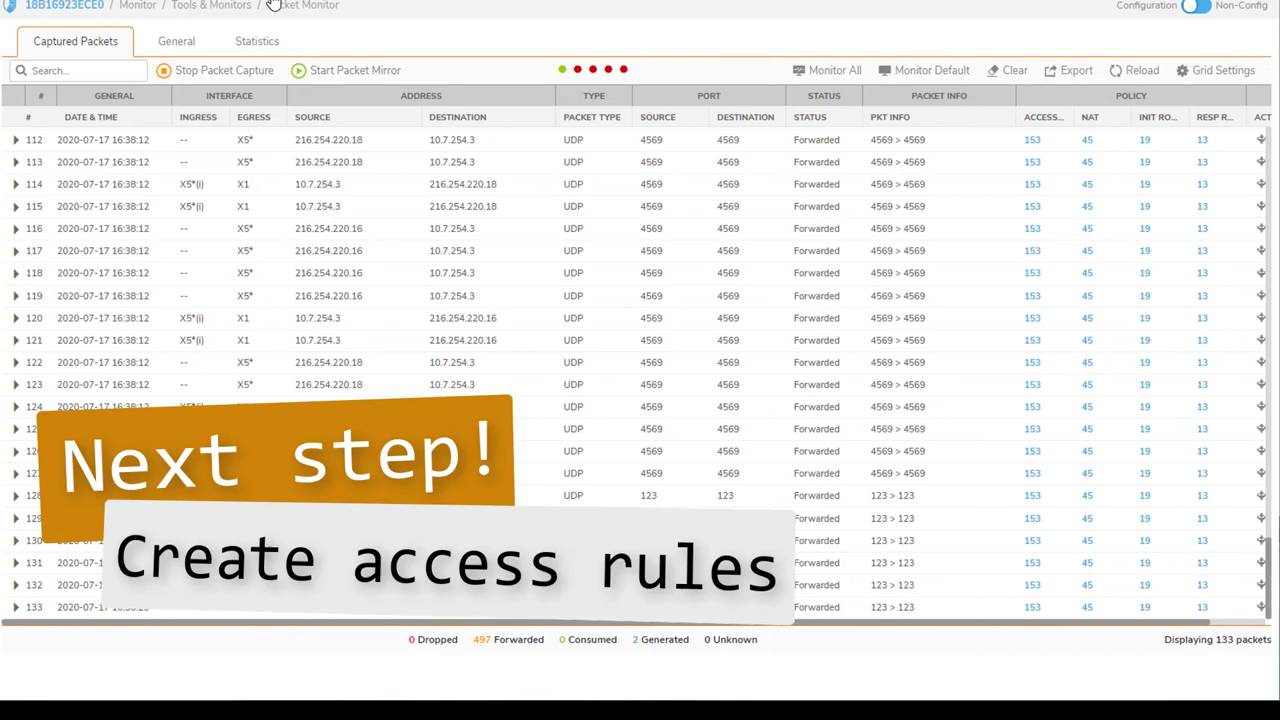 18B16923ECE0 / Monitor / Tools & Monitors / cket Monitor
Configuration Non-Config
Captured Packets General Statistics
Search... Stop Packet Capture Start Packet Mirror Monitor All Monitor Default Clear Export Reload Grid Settings
# GENERAL INTERFACE ADDRESS TYPE PORT STATUS PACKET INFO POLICY
# DATE & TIME INGRESS EGRESS SOURCE DESTINATION PACKET TYPE SOURCE DESTINATION STATUS PKT INFO ACCESS... NAT INIT RO... RESP R... ACT
112 2020-07-17 16:38:12 -- X5* 216.254.220.18 10.7.254.3 UDP 4569 4569 Forwarded 4569 > 4569 153 45 19 13
113 2020-07-17 16:38:12 -- X5* 216.254.220.18 10.7.254.3 UDP 4569 4569 Forwarded 4569 > 4569 153 45 19 13
114 2020-07-17 16:38:12 X5*(i) X1 10.7.254.3 216.254.220.18 UDP 4569 4569 Forwarded 4569 > 4569 153 45 19 13
115 2020-07-17 16:38:12 X5*(i) X1 10.7.254.3 216.254.220.18 UDP 4569 4569 Forwarded 4569 > 4569 153 45 19 13
116 2020-07-17 16:38:12 -- X5* 216.254.220.16 10.7.254.3 UDP 4569 4569 Forwarded 4569 > 4569 153 45 19 13
117 2020-07-17 16:38:12 -- X5* 216.254.220.16 10.7.254.3 UDP 4569 4569 Forwarded 4569 > 4569 153 45 19 13
118 2020-07-17 16:38:12 -- X5* 216.254.220.16 10.7.254.3 UDP 4569 4569 Forwarded 4569 > 4569 153 45 19 13
119 2020-07-17 16:38:12 -- X5* 216.254.220.16 10.7.254.3 UDP 4569 4569 Forwarded 4569 > 4569 153 45 19 13
120 2020-07-17 16:38:12 X5*(i) X1 10.7.254.3 216.254.220.16 UDP 4569 4569 Forwarded 4569 > 4569 153 45 19 13
121 2020-07-17 16:38:12 X5*(i) X1 10.7.254.3 216.254.220.16 UDP 4569 4569 Forwarded 4569 > 4569 153 45 19 13
122 2020-07-17 16:38:12 -- X5* 216.254.220.18 10.7.254.3 UDP 4569 4569 Forwarded 4569 > 4569 153 45 19 13
123 2020-07-17 16:38:12 -- X5* 216.254.220.18 10.7.254.3 UDP 4569 4569 Forwarded 4569 > 4569 153 45 19 13
124 UDP 4569 4569 Forwarded 4569 > 4569 153 45 19 13
UDP 4569 4569 Forwarded 4569 > 4569 153 45 19 13
UDP 4569 4569 Forwarded 4569 > 4569 153 45 19 13
UDP 4569 4569 Forwarded 4569 > 4569 153 45 19 13
UDP 123 123 Forwarded 123 > 123 153 45 19 13
129 Forwarded 123 > 123 153 45 19 13
130 Forwarded 123 > 123 153 45 19 13
131 Forwarded 123 > 123 153 45 19 13
132 Forwarded 123 > 123 153 45 19 13
133 Forwarded 123 > 123 153 45 19 13
Next step!
Create access rules
0 Dropped 497 Forwarded 0 Consumed 2 Generated 0 Unknown Displaying 133 packets